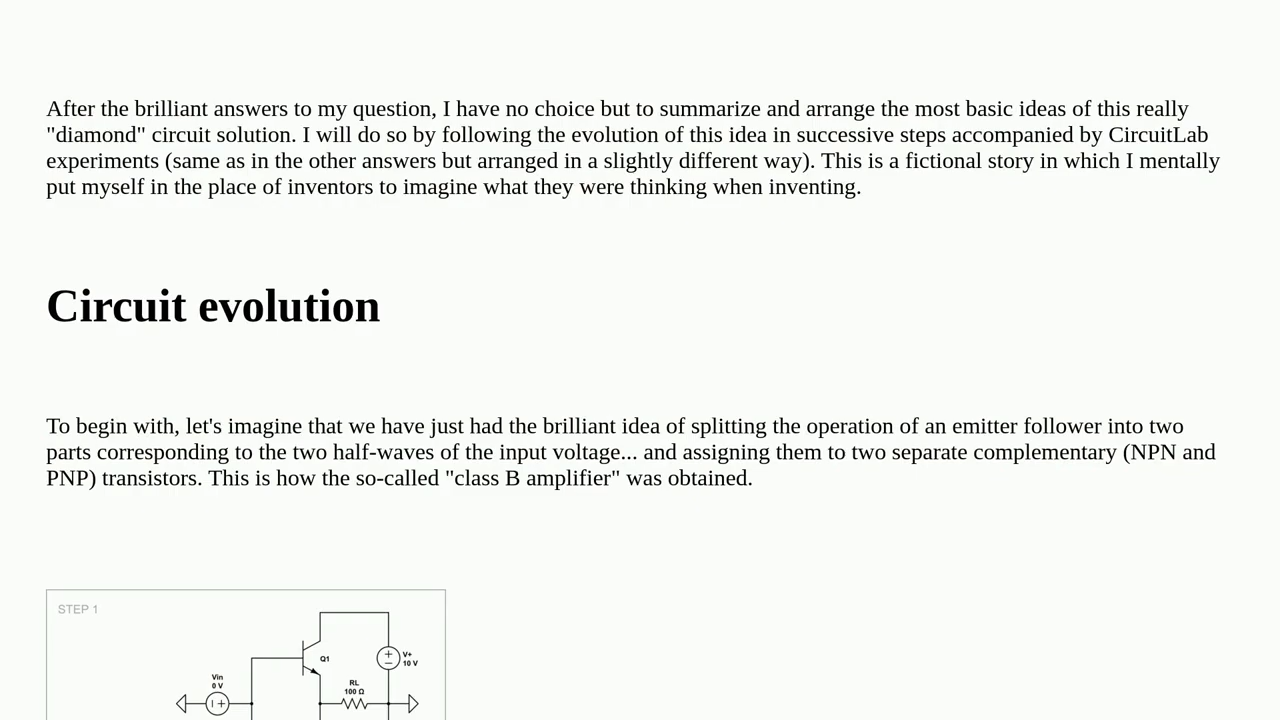 After the brilliant answers to my question, I have no choice but to summarize and arrange the most basic ideas of this really
"diamond" circuit solution. I will do so by following the evolution of this idea in successive steps accompanied by CircuitLab
experiments (same as in the other answers but arranged in a slightly different way). This is a fictional story in which I mentally
put myself in the place of inventors to imagine what they were thinking when inventing.
Circuit evolution
To begin with, let's imagine that we have just had the brilliant idea of splitting the operation of an emitter follower into two
parts corresponding to the two half-waves of the input voltage... and assigning them to two separate complementary (NPN and
PNP) transistors. This is how the so-called "class B amplifier" was obtained.
STEP 1
Q1
V+
10 V
Vin
0 V
RL
100 Ω